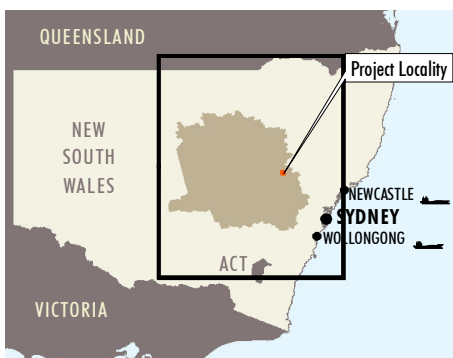 QUEENSLAND
Project Locality
NEW
SOUTH
WALES
NEWCASTLE
SYDNEY
WOLLONGONG
ACT
VICTORIA